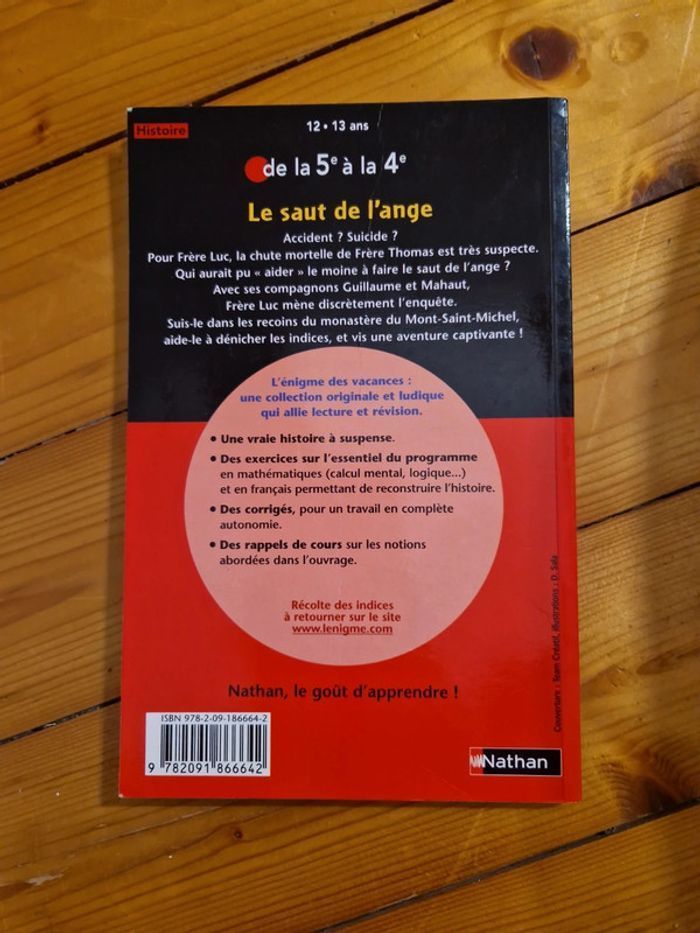 Histoire
12 • 13 ans
de la 5e à la 4e
Le saut de l'ange
Accident ? Suicide ?
Pour Frère Luc, la chute mortelle de Frère Thomas est très suspecte.
Qui aurait pu « aider » le moine à faire le saut de l'ange ?
Avec ses compagnons Guillaume et Mahaut,
Frère Luc mène discrètement l'enquête.
Suis-le dans les recoins du monastère du Mont-Saint-Michel,
aide-le à dénicher les indices, et vis une aventure captivante !
L'énigme des vacances :
une collection originale et ludique
qui allie lecture et révision.
• Une vraie histoire à suspense.
• Des exercices sur l'essentiel du programme
en mathématiques (calcul mental, logique...)
et en français permettant de reconstruire l'histoire.
• Des corrigés, pour un travail en complète
autonomie.
• Des rappels de cours sur les notions
abordées dans l'ouvrage.
Récolte des indices
à retourner sur le site
www.lenigme.com
Nathan, le goût d'apprendre !
ISBN 978-2-09-186664-2
9 782091 866642
Nathan
Couverture : Team Créatif, illustrations : D. Sala